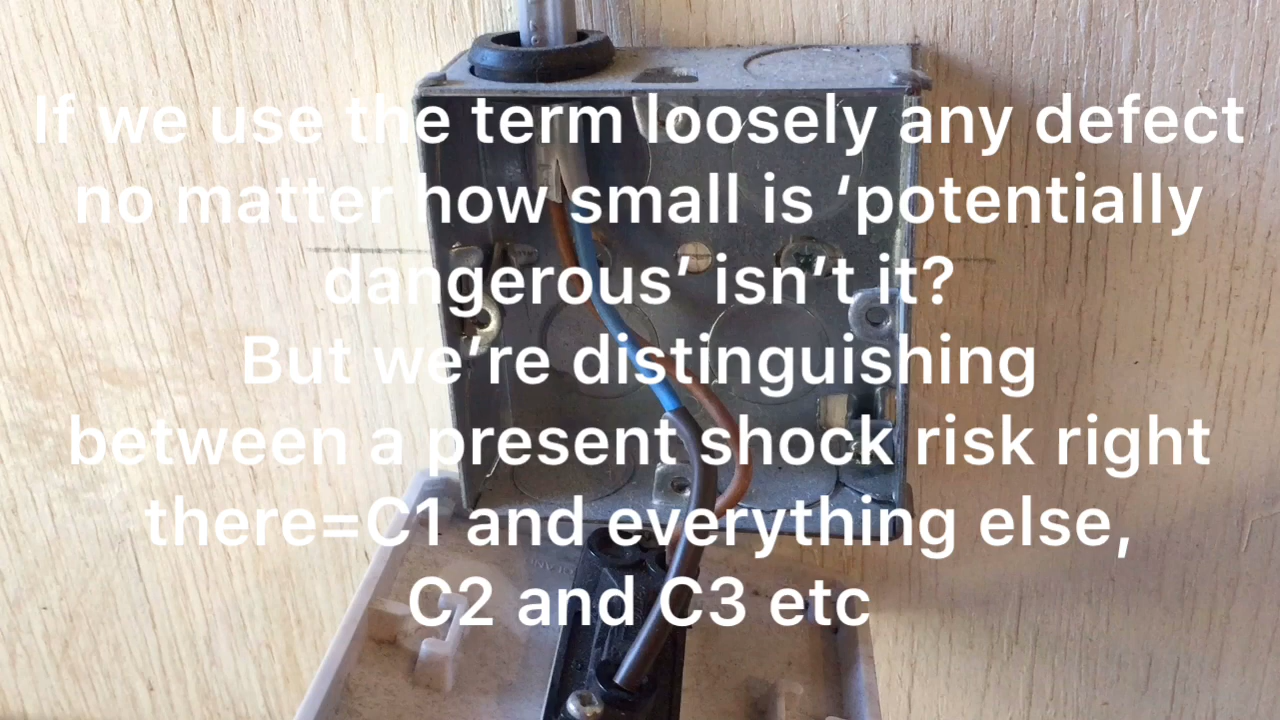 If we use the term loosely any defect
no matter how small is ‘potentially
dangerous’ isn’t it?
But we’re distinguishing
between a present shock risk right
there=C1 and everything else,
C2 and C3 etc